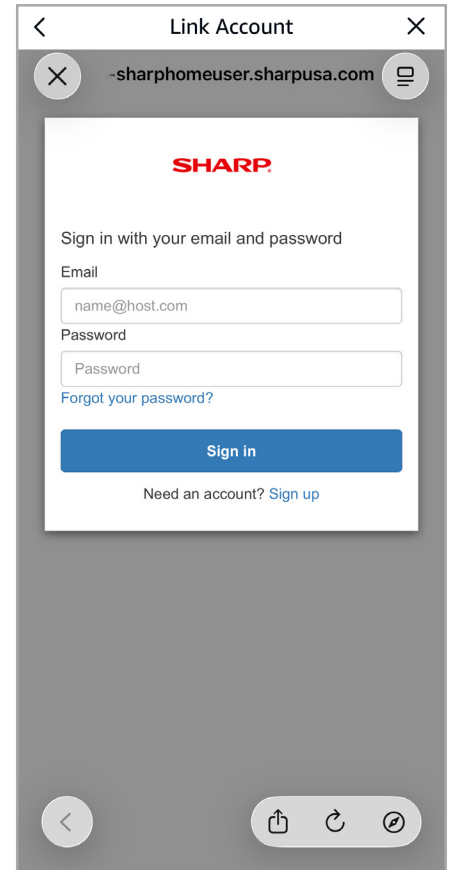 Link Account
-sharphomeuser.sharpusa.com
SHARP
Sign in with your email and password
Email
name@host.com
Password
Password
Forgot your password?
Sign in
Need an account? Sign up